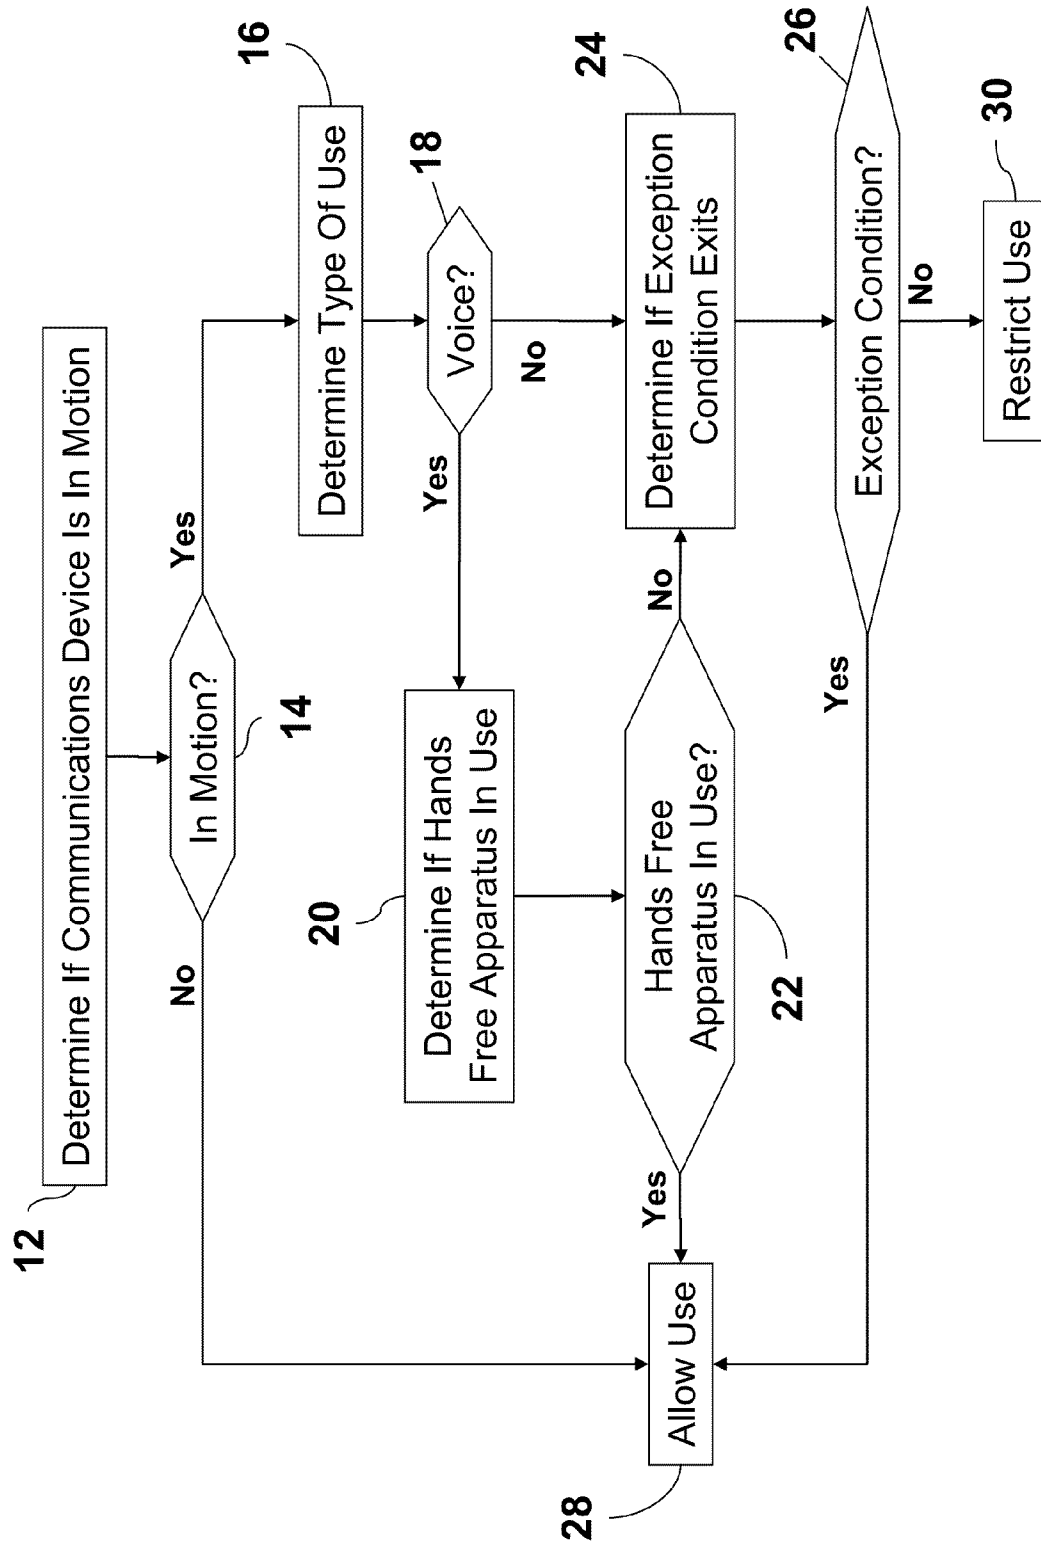 12
Determine If Communications Device Is In Motion
In Motion?
14
No
Yes
16
Determine Type Of Use
18
Voice?
Yes
No
20
Determine If Hands
Free Apparatus In Use
Hands Free
Apparatus In Use?
22
Yes
No
24
Determine If Exception
Condition Exits
26
Exception Condition?
Yes
No
28
Allow Use
30
Restrict Use